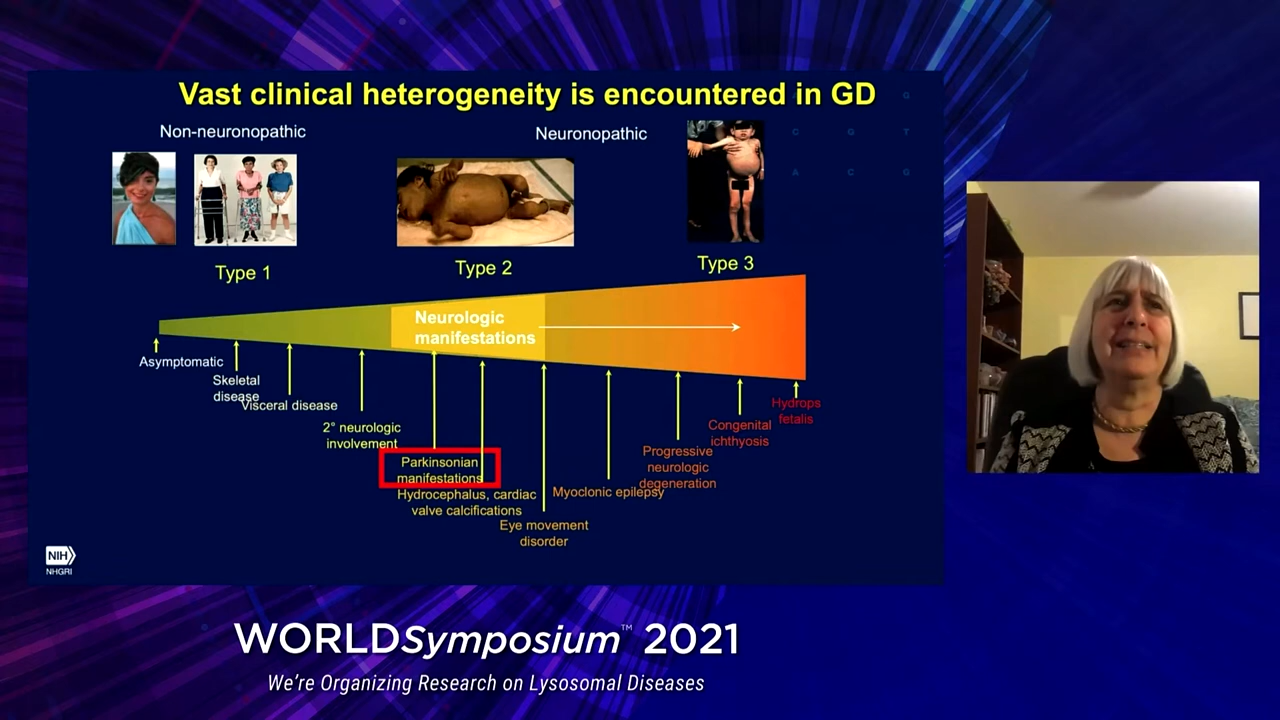 Vast clinical heterogeneity is encountered in GD
Non-neuronopathic
Neuronopathic
G
C G T
A C G
Type 1
Type 2
Type 3
Neurologic
manifestations
Asymptomatic
Skeletal
disease
Visceral disease
2° neurologic
involvement
Parkinsonian
manifestations
Hydrocephalus, cardiac
valve calcifications
Eye movement
disorder
Myoclonic epilepsy
Progressive
neurologic
degeneration
Congenital
ichthyosis
Hydrops
fetalis
NIH
NHGRI
WORLDSymposium™ 2021
We're Organizing Research on Lysosomal Diseases